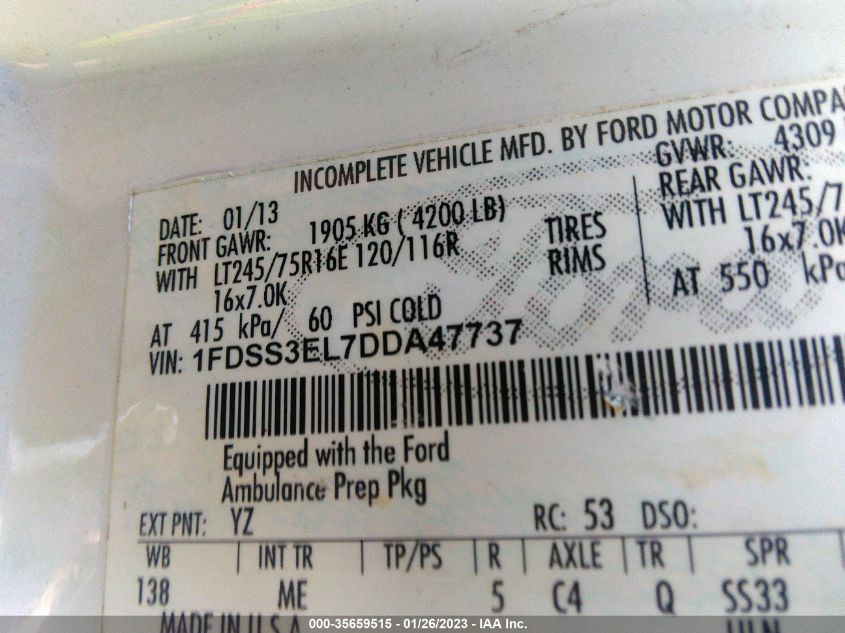 INCOMPLETE VEHICLE MFD. BY FORD MOTOR
DATE: 01/13 GVWR: 4309
FRONT GAWR: 1905 KG ( 4200 LB) REAR GAWR:
WITH LT245/75R16E 120/116R TIRES WITH
16x7.0K RIMS 16x7.0K
AT 415 kPa/ 60 PSI COLD AT 550 kPa
VIN: 1FDSS3EL7DDA47737
Ford
Equipped with the Ford
Ambulance Prep Pkg
EXT PNT: YZ RC: 53 DSO:
WB | INT TR | TP/PS | R | AXLE | TR | SPR
138 ME 5 C4 Q SS33
MADE IN U.S.A
000-35659515 - 01/26/2023 - IAA Inc.